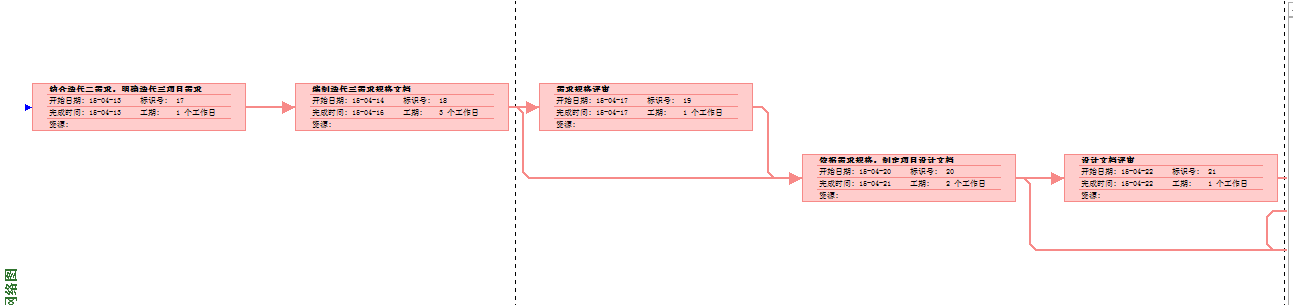 结合迭代二需求，明确迭代三项目需求
开始日期: 15-04-13 标识号: 17
完成时间: 15-04-13 工期: 1 个工作日
资源:
编制迭代三需求规格文档
开始日期: 15-04-14 标识号: 18
完成时间: 15-04-16 工期: 3 个工作日
资源:
需求规格评审
开始日期: 15-04-17 标识号: 19
完成时间: 15-04-17 工期: 1 个工作日
资源:
依据需求规格，制定项目设计文档
开始日期: 15-04-20 标识号: 20
完成时间: 15-04-21 工期: 2 个工作日
资源:
设计文档评审
开始日期: 15-04-22 标识号: 21
完成时间: 15-04-22 工期: 1 个工作日
资源:
网络图